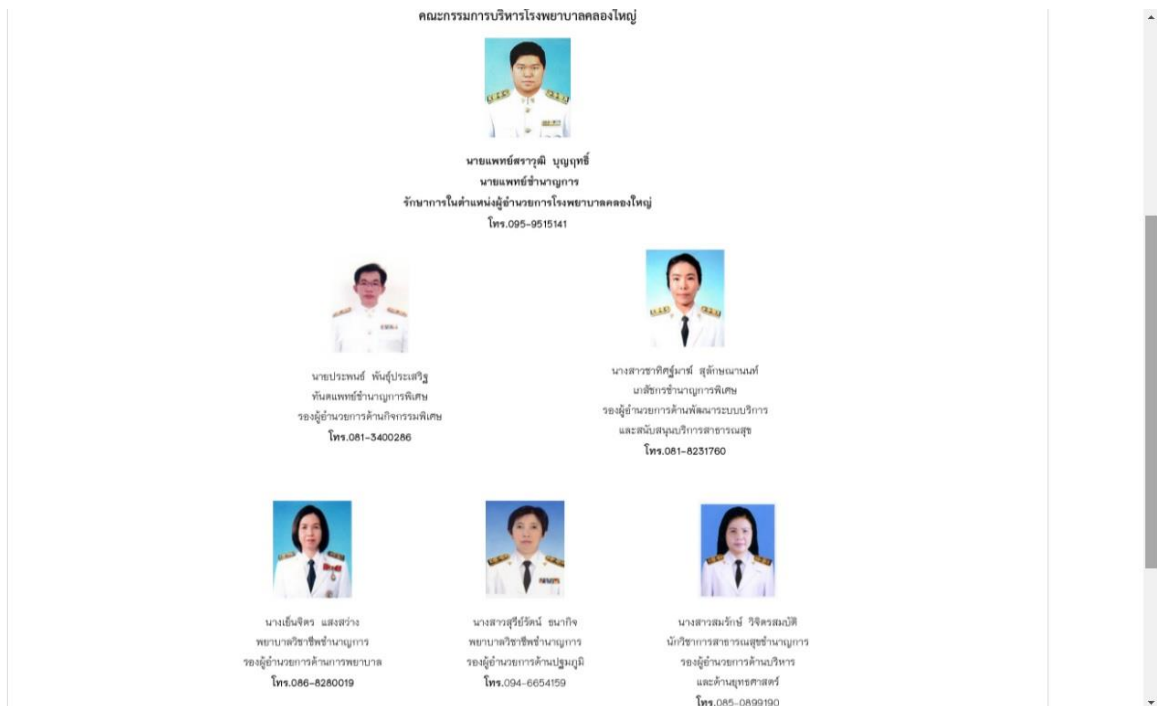 คณะกรรมการบริหารโรงพยาบาลคลองใหญ่
นายแพทย์สราวุฒิ บุญฤทธิ์
นายแพทย์ชำนาญการ
รักษาการในตำแหน่งผู้อำนวยการโรงพยาบาลคลองใหญ่
โทร.095-9515141
นายประพนธ์ พันธุ์ประเสริฐ
ทันตแพทย์ชำนาญการพิเศษ
รองผู้อำนวยการด้านกิจกรรมพิเศษ
โทร.081-3400286
นางสาวชาทิศฐ์มาฬ์ สุลักษณานนท์
เภสัชกรชำนาญการพิเศษ
รองผู้อำนวยการด้านพัฒนาระบบบริการ
และสนับสนุนบริการสาธารณสุข
โทร.081-8231760
นางเย็นจิตร แสงสว่าง
พยาบาลวิชาชีพชำนาญการ
รองผู้อำนวยการด้านการพยาบาล
โทร.086-8280019
นางสาวสุรีย์รัตน์ ธนากิจ
พยาบาลวิชาชีพชำนาญการ
รองผู้อำนวยการด้านปฐมภูมิ
โทร.094-6654159
นางสาวสมรักษ์ วิจิตรสมบัติ
นักวิชาการสาธารณสุขชำนาญการ
รองผู้อำนวยการด้านบริหาร
และด้านยุทธศาสตร์
โทร.085-0899190